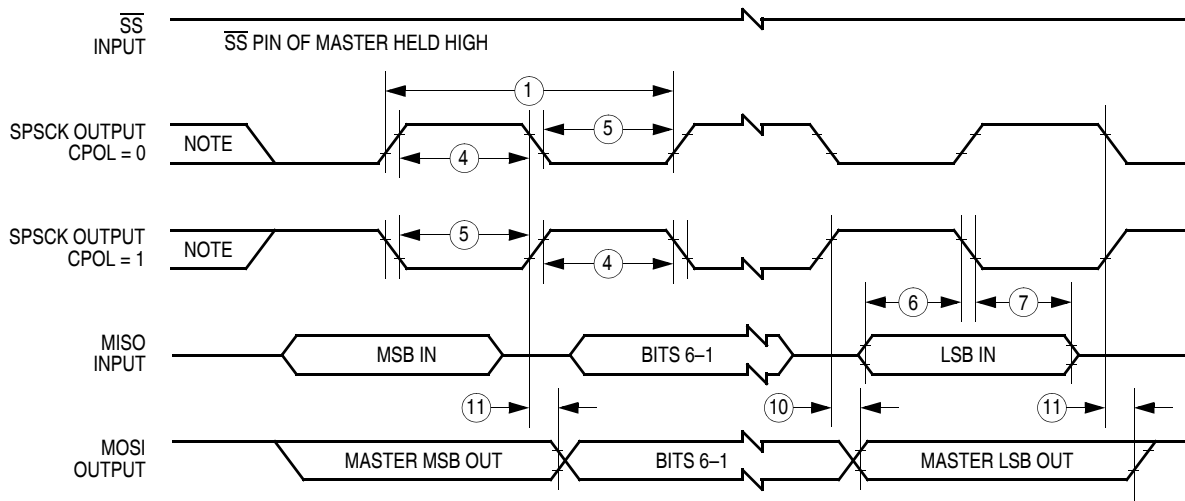 SS
INPUT
SS PIN OF MASTER HELD HIGH
1
SPSCK OUTPUT
CPOL = 0
NOTE
5
4
SPSCK OUTPUT
CPOL = 1
NOTE
5
4
6
7
MISO
INPUT
MSB IN
BITS 6–1
LSB IN
11
10
11
MOSI
OUTPUT
MASTER MSB OUT
BITS 6–1
MASTER LSB OUT